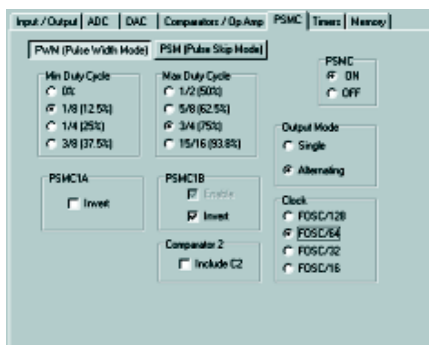 Input / Output ADC DAC Comparators / Op Amp PSMC Timers Memory
PWM (Pulse Width Mode) PSM (Pulse Skip Mode)
Min Duty Cycle
0%
1/8 (12.5%)
1/4 (25%)
3/8 (37.5%)
Max Duty Cycle
1/2 (50%)
5/8 (62.5%)
3/4 (75%)
15/16 (93.8%)
PSMC
ON
OFF
Output Mode
Single
Alternating
PSMC1A
Invert
PSMC1B
Enable
Invert
Comparator 2
Include C2
Clock
FOSC/128
FOSC/64
FOSC/32
FOSC/16